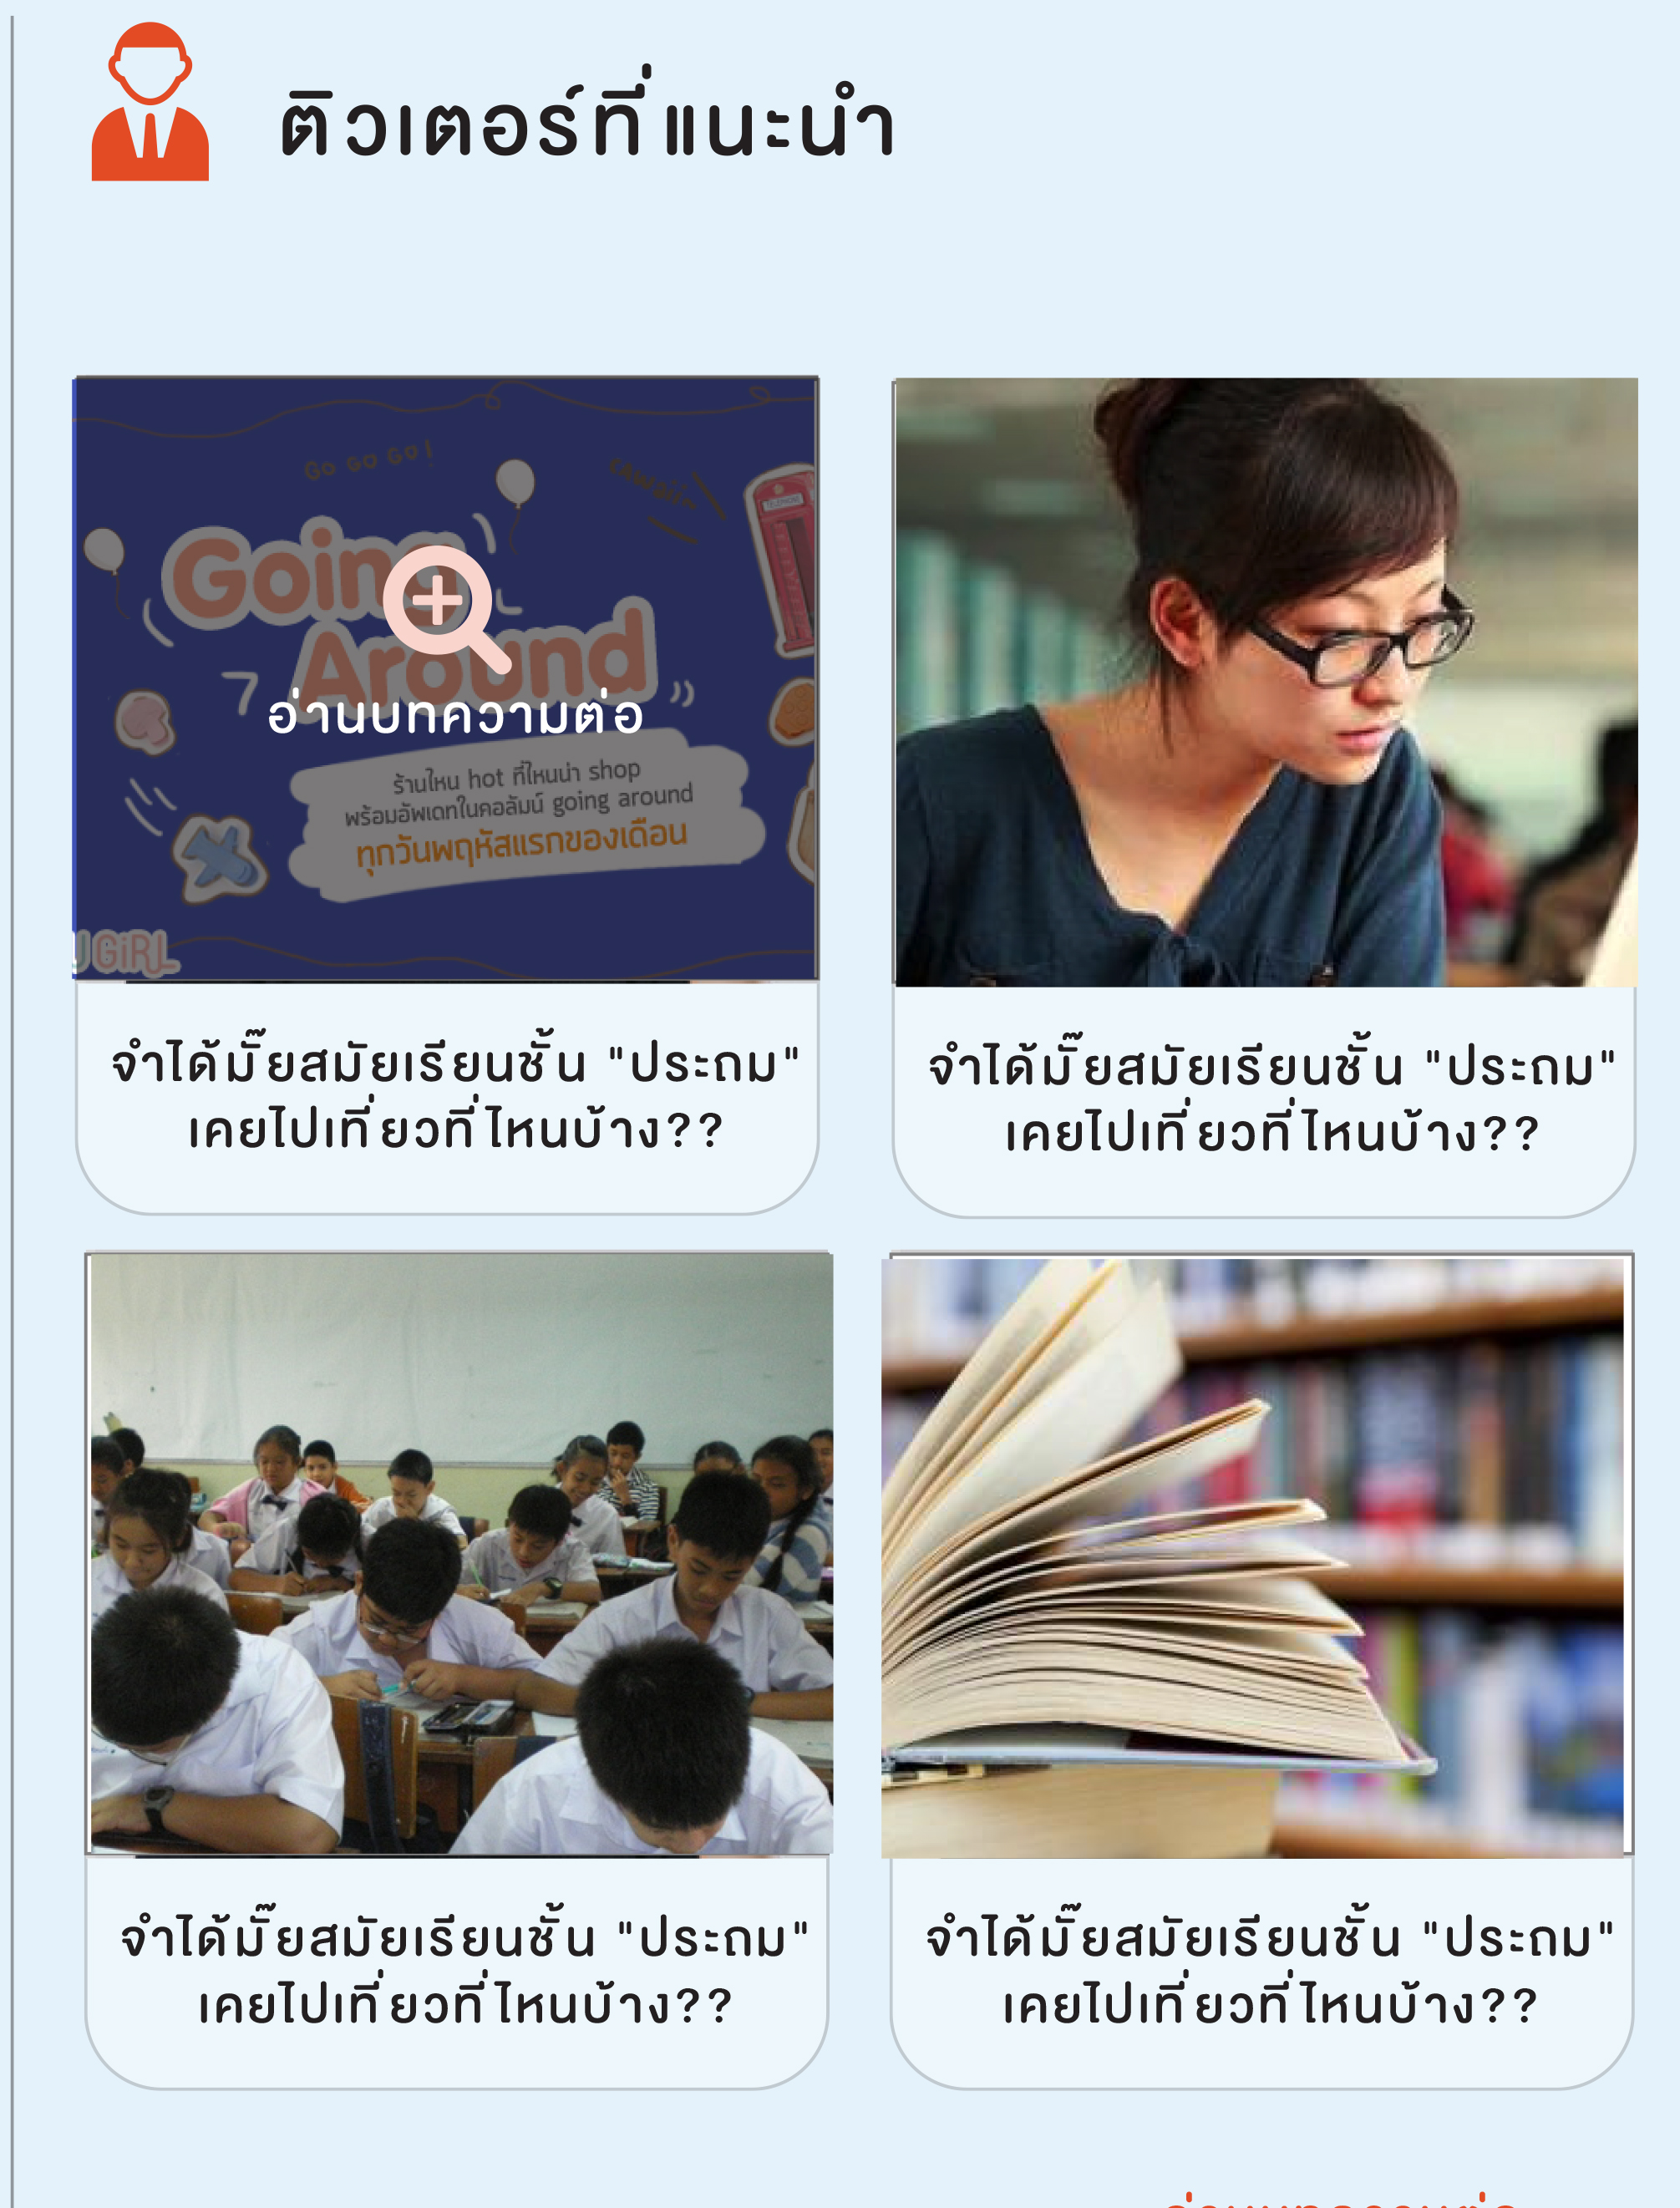 ติวเตอร์ที่แนะนำ
GO GO GO!
TELEPHONE
Going
Around
อ่านบทความต่อ
ร้านไหน hot ที่ไหนน่า shop
พร้อมอัพเดทในคอลัมน์ going around
ทุกวันพฤหัสแรกของเดือน
GiRL
จำได้มั๊ยสมัยเรียนชั้น "ประถม"
เคยไปเที่ยวที่ไหนบ้าง??
จำได้มั๊ยสมัยเรียนชั้น "ประถม"
เคยไปเที่ยวที่ไหนบ้าง??
จำได้มั๊ยสมัยเรียนชั้น "ประถม"
เคยไปเที่ยวที่ไหนบ้าง??
จำได้มั๊ยสมัยเรียนชั้น "ประถม"
เคยไปเที่ยวที่ไหนบ้าง??